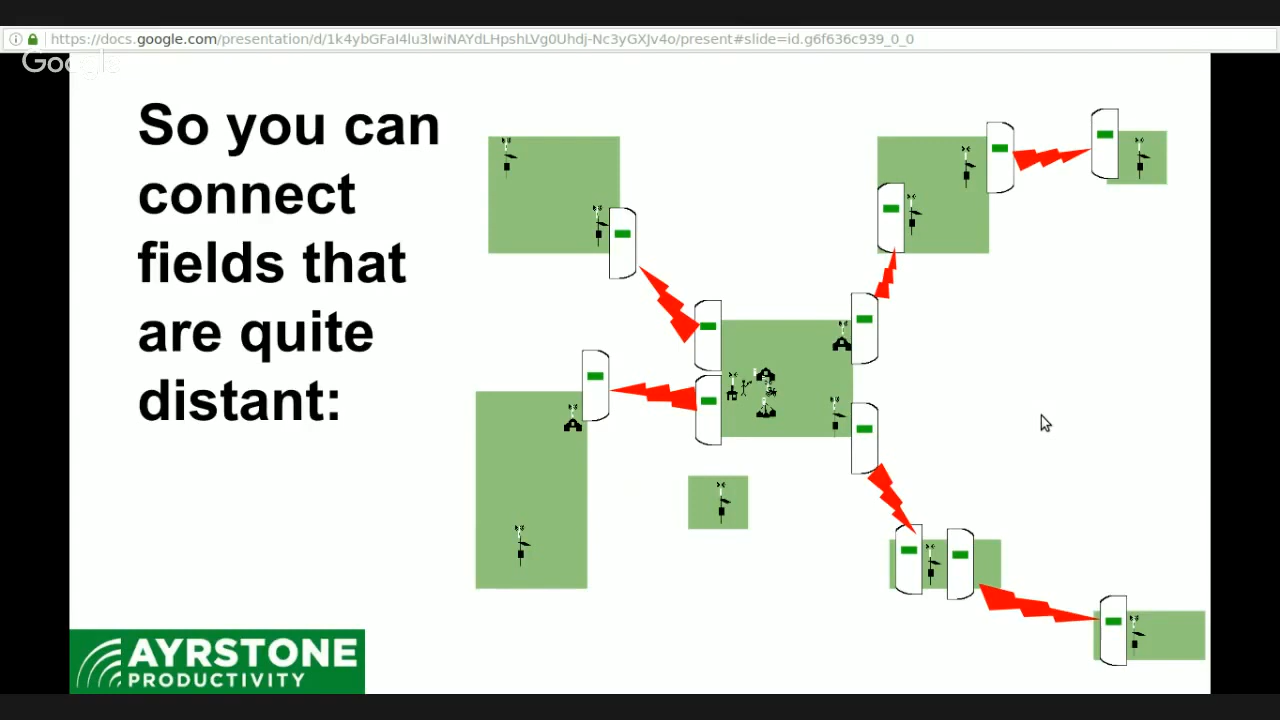 https://docs.google.com/presentation/d/1k4ybGFaI4lu3lwiNAYdLHpshLVg0Uhdj-Nc3yGXJv4o/present#slide=id.g6f636c939_0_0
Google
So you can
connect
fields that
are quite
distant:
AYRSTONE
PRODUCTIVITY